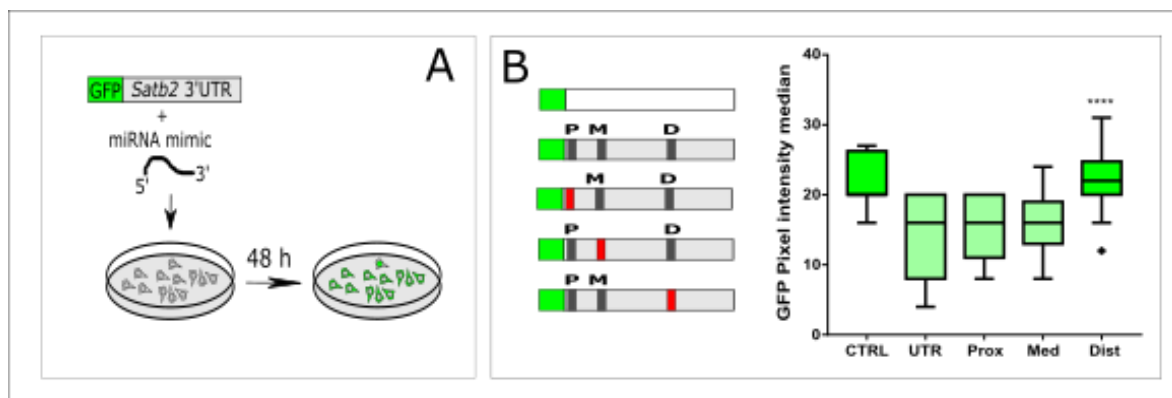 A
GFP Satb2 3'UTR
+
miRNA mimic
5' 3'
48 h
B
P M D
M D
P D
P M
GFP Pixel intensity median
40
30
20
10
0
****
CTRL UTR Prox Med Dist